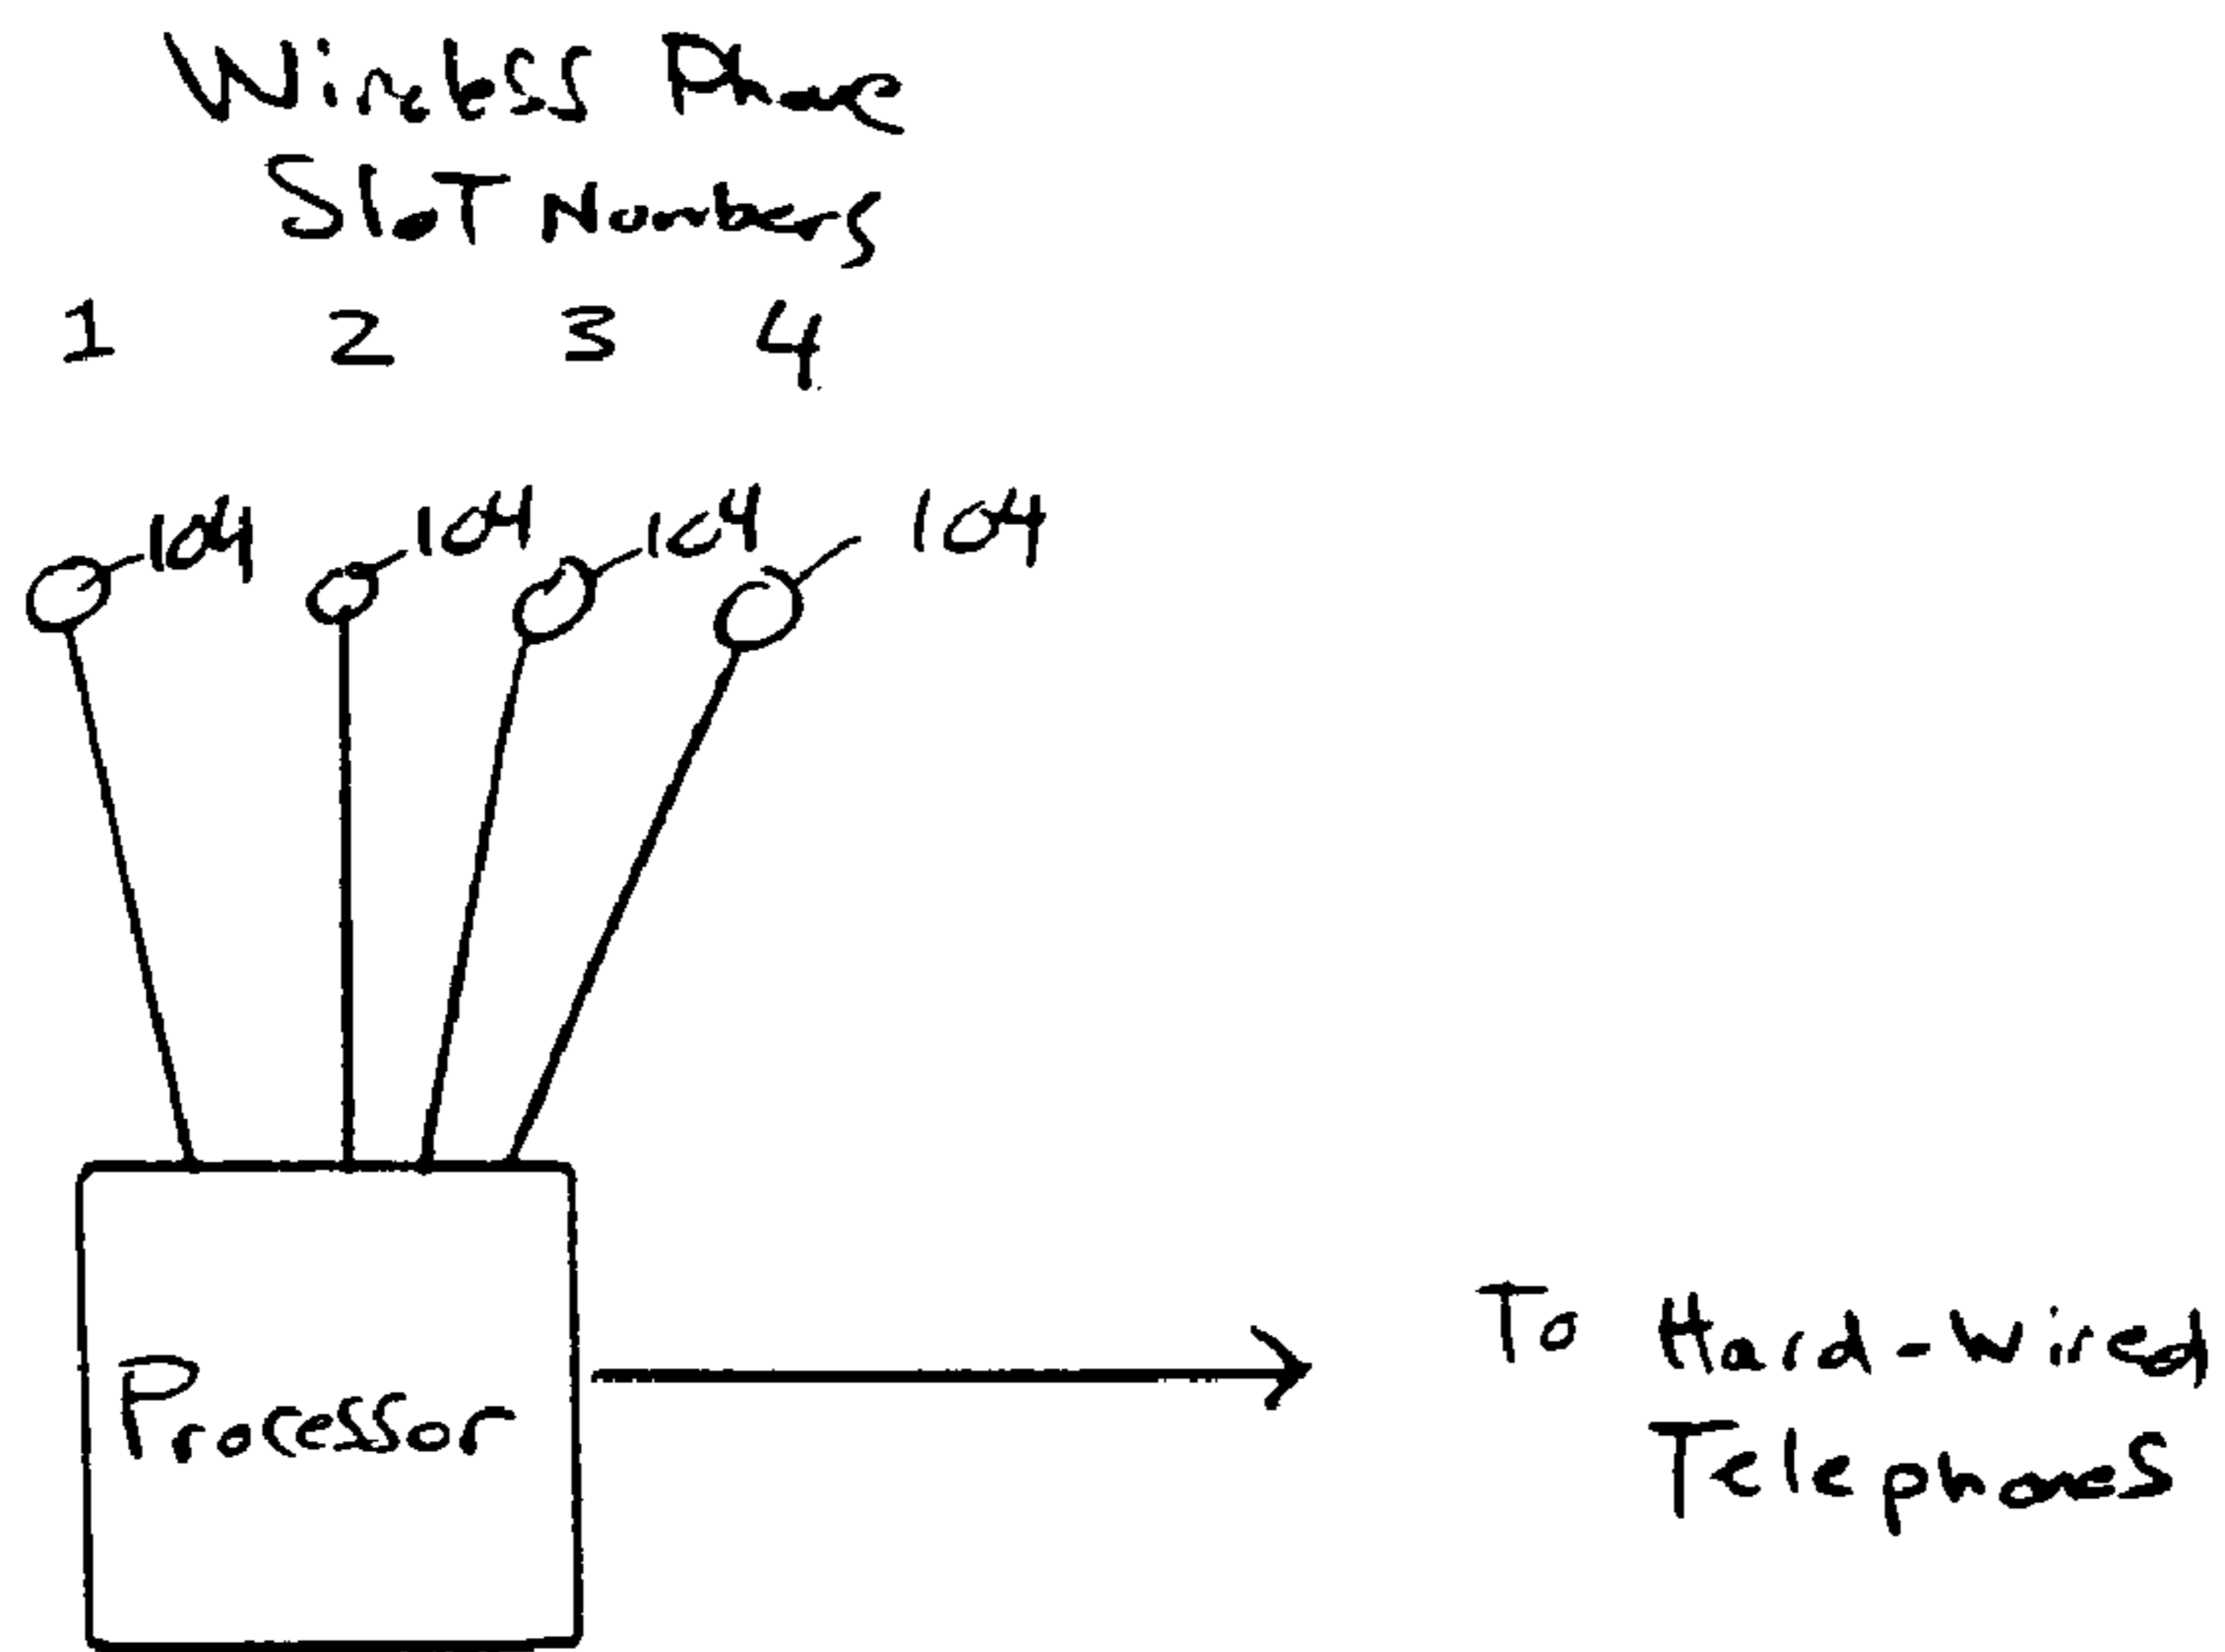 Wireless Phone
SloT Numbers
1 2 3 4
104 104 104 104
Processor
To Hard-Wired
Telephones